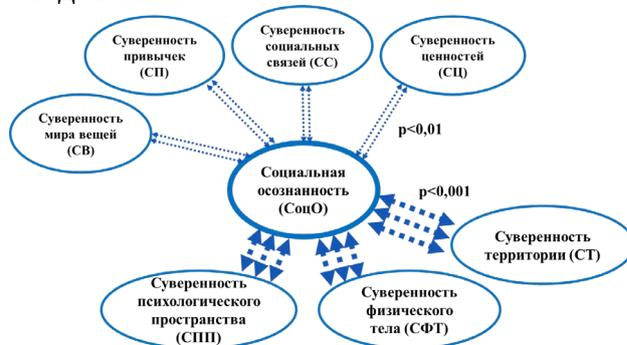 Суверенность
привычек
(СП)
Суверенность
социальных
связей (СС)
Суверенность
ценностей
(СЦ)
Суверенность
мира вещей
(СВ)
p<0,01
Социальная
осознанность
(СоцО)
p<0,001
Суверенность
территории (СТ)
Суверенность
психологического
пространства
(СПП)
Суверенность
физического
тела (СФТ)